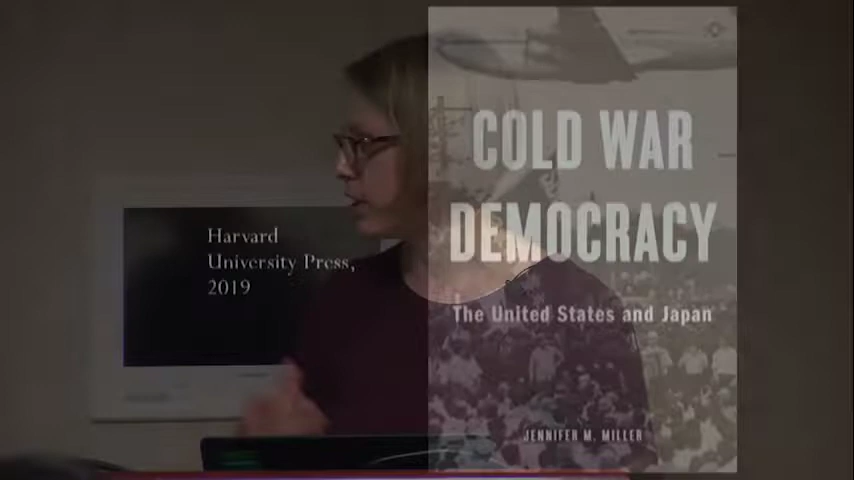 Harvard
University Press,
2019
COLD WAR
DEMOCRACY
The United States and Japan
JENNIFER M. MILLER